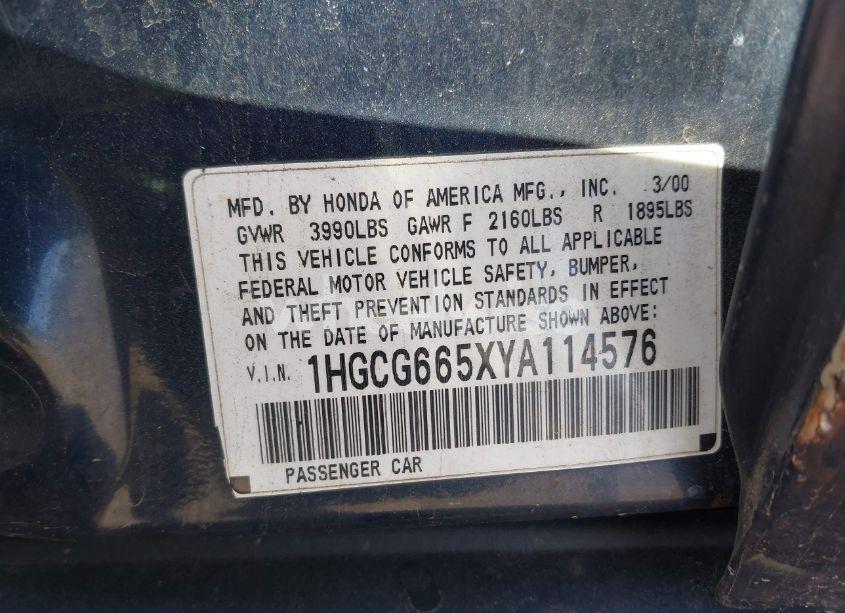 MFD. BY HONDA OF AMERICA MFG., INC. 3/00
GVWR 3990LBS GAWR F 2160LBS R 1895LBS
THIS VEHICLE CONFORMS TO ALL APPLICABLE
FEDERAL MOTOR VEHICLE SAFETY, BUMPER,
AND THEFT PREVENTION STANDARDS IN EFFECT
ON THE DATE OF MANUFACTURE SHOWN ABOVE:
V.I.N. 1HGCG665XYA114576
PASSENGER CAR